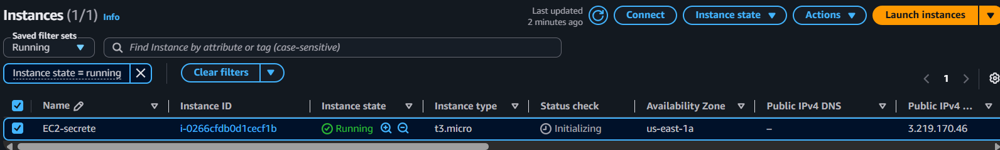 Instances (1/1) Info
Last updated
2 minutes ago
Connect
Instance state
Actions
Launch instances
Saved filter sets
Running
Find Instance by attribute or tag (case-sensitive)
Instance state = running
Clear filters
1
Name Instance ID Instance state Instance type Status check Availability Zone Public IPv4 DNS Public IPv4 ...
EC2-secrete i-0266cfdb0d1cecf1b Running t3.micro Initializing us-east-1a – 3.219.170.46